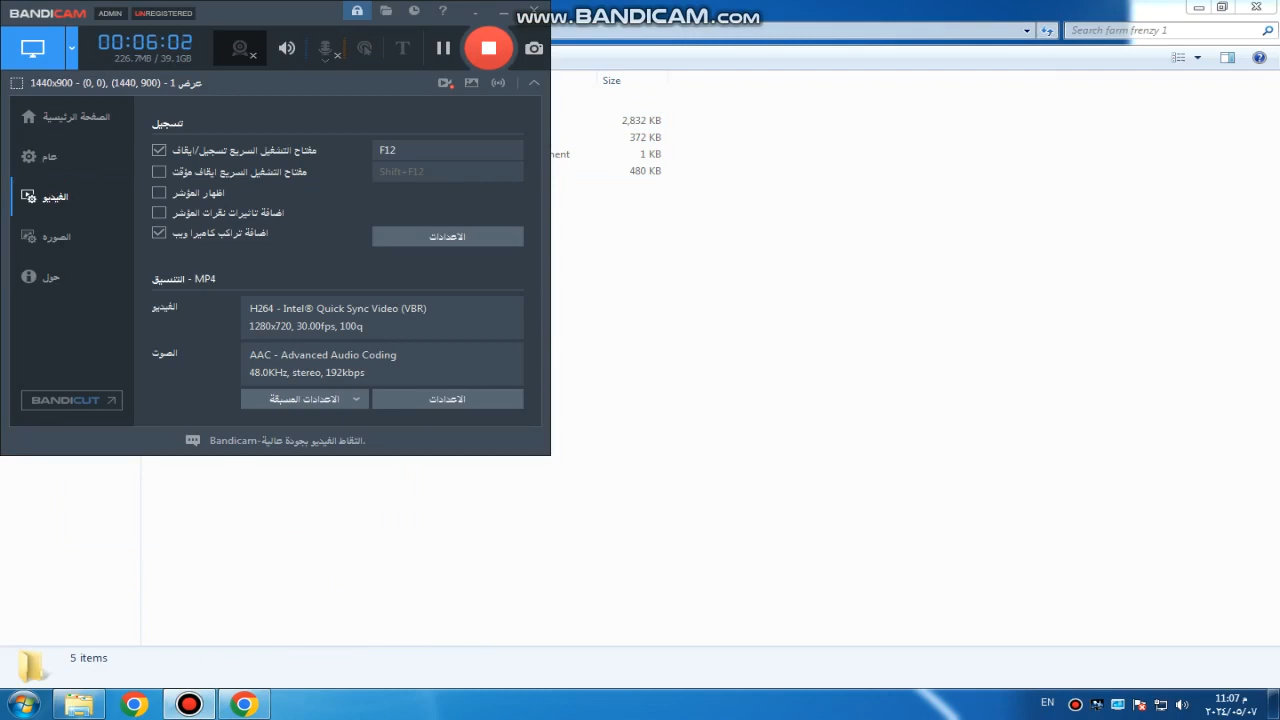 BANDICAM ADMIN UNREGISTERED
www.BANDICAM.com
Search farm frenzy 1
00:06:02
226.7MB / 39.1GB
1440x900 - (0, 0), (1440, 900) - عرض 1
Size
الصفحة الرئيسية
عام
الفيديو
الصوره
حول
BANDICUT
تسجيل
مفتاح التشغيل السريع تسجيل/ايقاف
F12
مفتاح التشغيل السريع ايقاف مؤقت
Shift+F12
اظهار المؤشر
اضافة تاثيرات نقرات المؤشر
اضافة تراكب كاميرا ويب
الاعدادات
التنسيق - MP4
الفيديو
H264 - Intel® Quick Sync Video (VBR)
1280x720, 30.00fps, 100q
الصوت
AAC - Advanced Audio Coding
48.0KHz, stereo, 192kbps
الاعدادات المسبقة
الاعدادات
Bandicam-التقاط الفيديو بجودة عالية.
2,832 KB
372 KB
ment 1 KB
480 KB
5 items
EN
11:07 م
٢٠٢٤/٠٥/٠٧